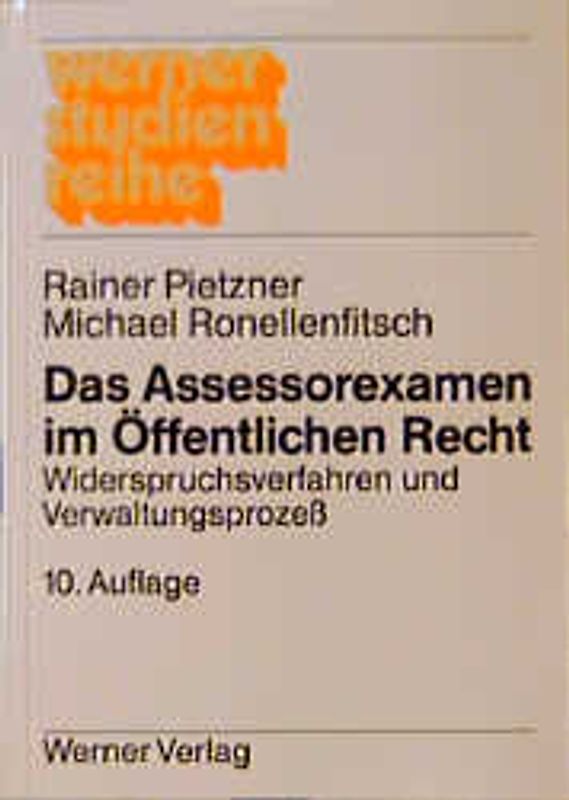 werner
studien
reihe
Rainer Pietzner
Michael Ronellenfitsch
Das Assessorexamen
im Öffentlichen Recht
Widerspruchsverfahren und
Verwaltungsprozeß
10. Auflage
Werner Verlag